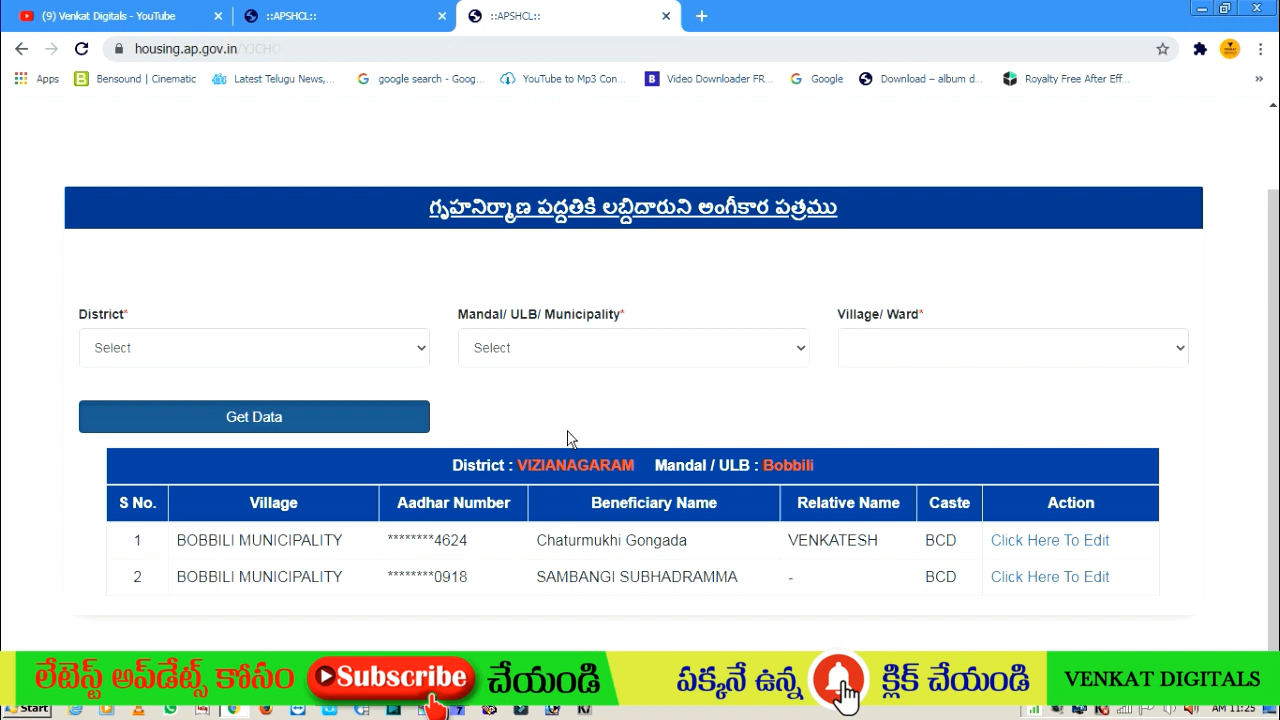 (9) Venkat Digitals - YouTube
::APSHCL::
::APSHCL::
housing.ap.gov.in/YJCHO
Apps
Bensound | Cinematic
Latest Telugu News,...
google search - Goog...
YouTube to Mp3 Con...
Video Downloader FR...
Google
Download – album d...
Royalty Free After Eff...
»
గృహనిర్మాణ పద్దతికి లబ్ధిదారుని అంగీకార పత్రము
District* Mandal/ ULB/ Municipality* Village/ Ward*
Select Select
Get Data
District : VIZIANAGARAM Mandal / ULB : Bobbili
S No. Village Aadhar Number Beneficiary Name Relative Name Caste Action
1 BOBBILI MUNICIPALITY ********4624 Chaturmukhi Gongada VENKATESH BCD Click Here To Edit
2 BOBBILI MUNICIPALITY ********0918 SAMBANGI SUBHADRAMMA - BCD Click Here To Edit
లేటెస్ట్ అప్‌డేట్స్ కోసం Subscribe చేయండి పక్కనే ఉన్న క్లిక్ చేయండి VENKAT DIGITALS
Start AM 11:25